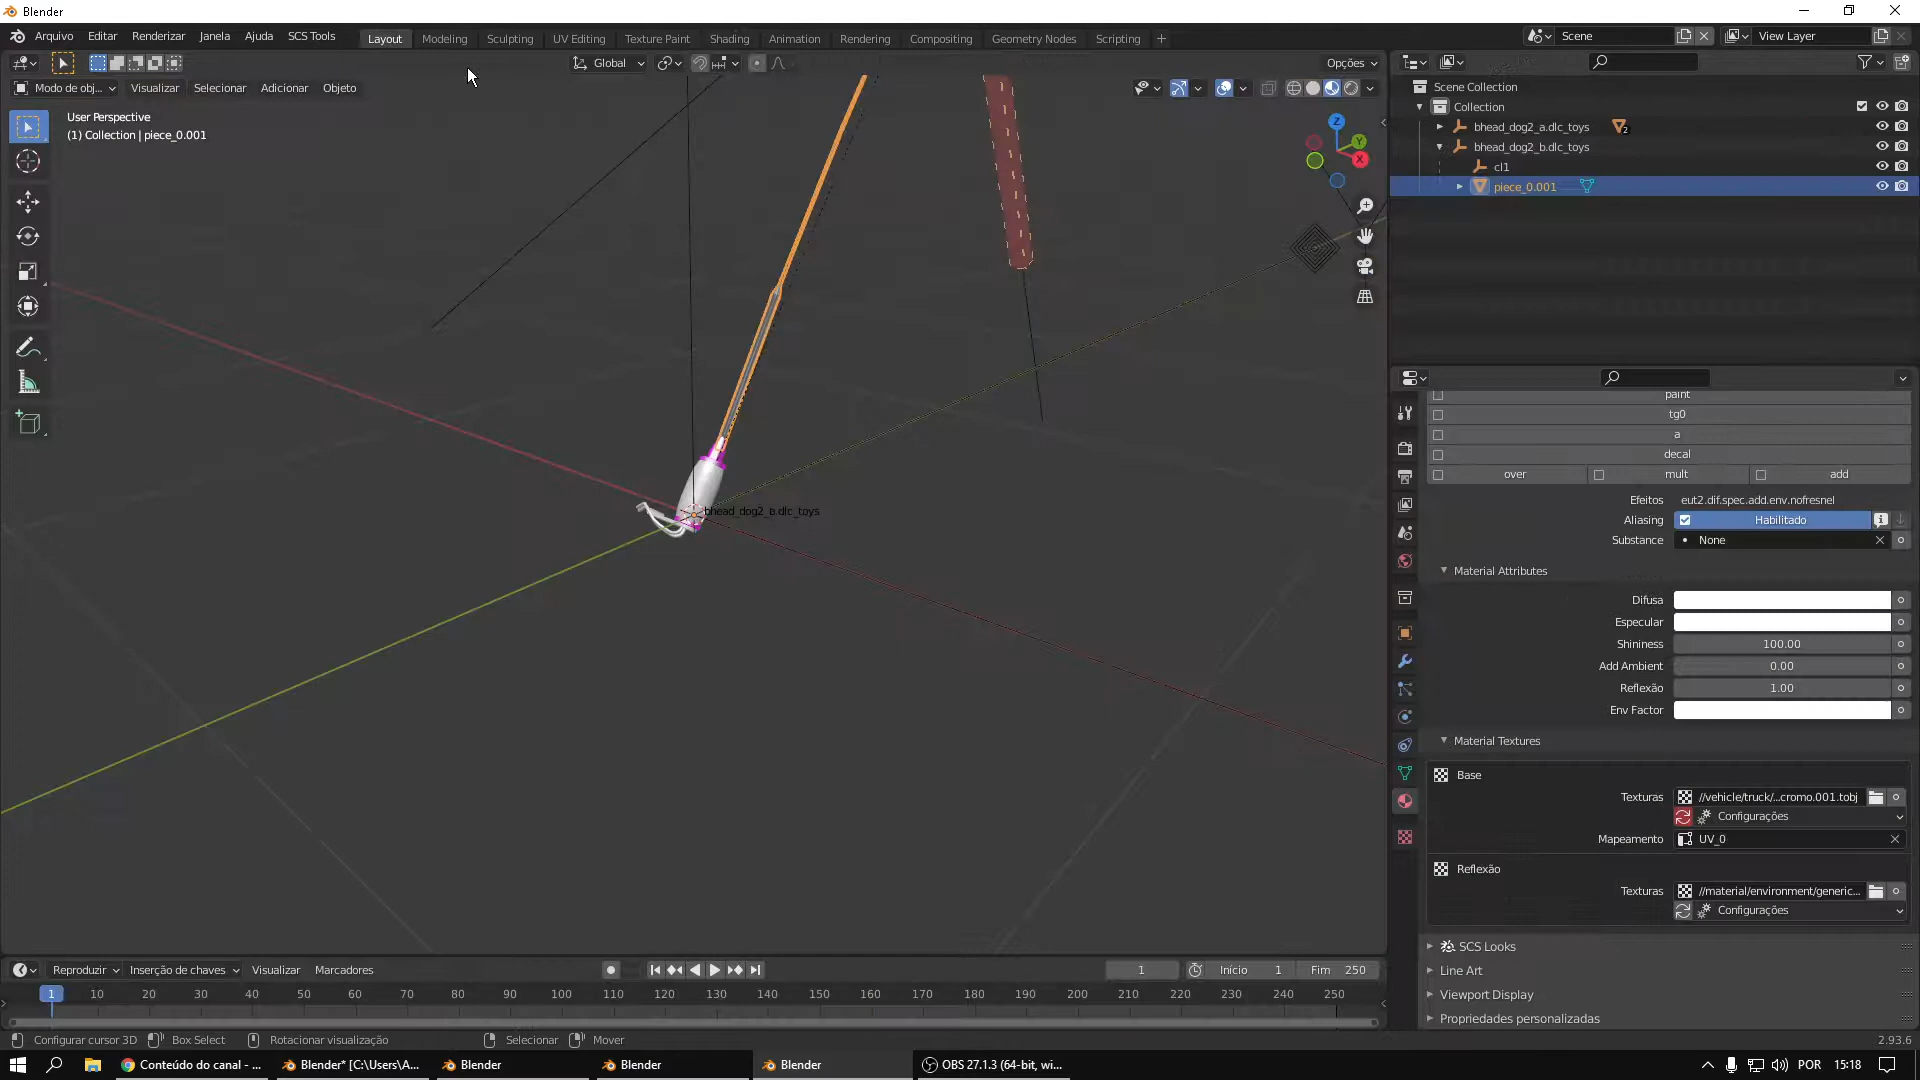 Blender
Arquivo Editar Renderizar Janela Ajuda SCS Tools Layout Modeling Sculpting UV Editing Texture Paint Shading Animation Rendering Compositing Geometry Nodes Scripting + Scene View Layer
Global Opções
Modo de obj... Visualizar Selecionar Adicionar Objeto
User Perspective
(1) Collection | piece_0.001
Z
Y
X
bhead_dog2_b.dlc_toys
Scene Collection
Collection
bhead_dog2_a.dlc_toys 2
bhead_dog2_b.dlc_toys
cl1
piece_0.001
paint
tg0
a
decal
over mult add
Efeitos eut2.dif.spec.add.env.nofresnel
Aliasing Habilitado
Substance None
Material Attributes
Difusa
Especular
Shininess 100.00
Add Ambient 0.00
Reflexão 1.00
Env Factor
Material Textures
Base
Texturas //vehicle/truck/...cromo.001.tobj
Configurações
Mapeamento UV_0
Reflexão
Texturas //material/environment/generic...
Configurações
SCS Looks
Line Art
Viewport Display
Propriedades personalizadas
Reproduzir Inserção de chaves Visualizar Marcadores 1 Início 1 Fim 250
1 10 20 30 40 50 60 70 80 90 100 110 120 130 140 150 160 170 180 190 200 210 220 230 240 250
Configurar cursor 3D Box Select Rotacionar visualização Selecionar Mover 2.93.6
Conteúdo do canal - ... Blender* [C:\Users\A... Blender Blender Blender OBS 27.1.3 (64-bit, wi... POR 15:18